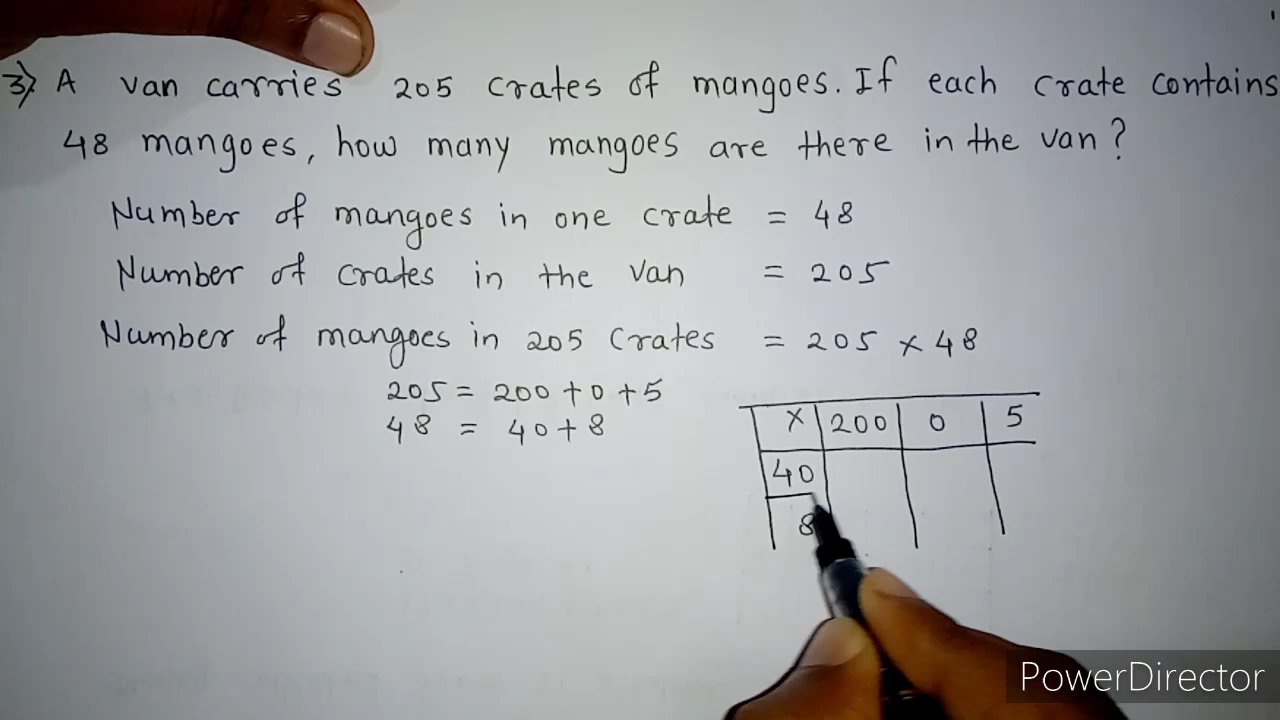 3) A van carries 205 crates of mangoes. If each crate contains
48 mangoes, how many mangoes are there in the van?
Number of mangoes in one crate = 48
Number of crates in the van = 205
Number of mangoes in 205 crates = 205 × 48
205 = 200 + 0 + 5
48 = 40 + 8
× 200 0 5
40
8
PowerDirector